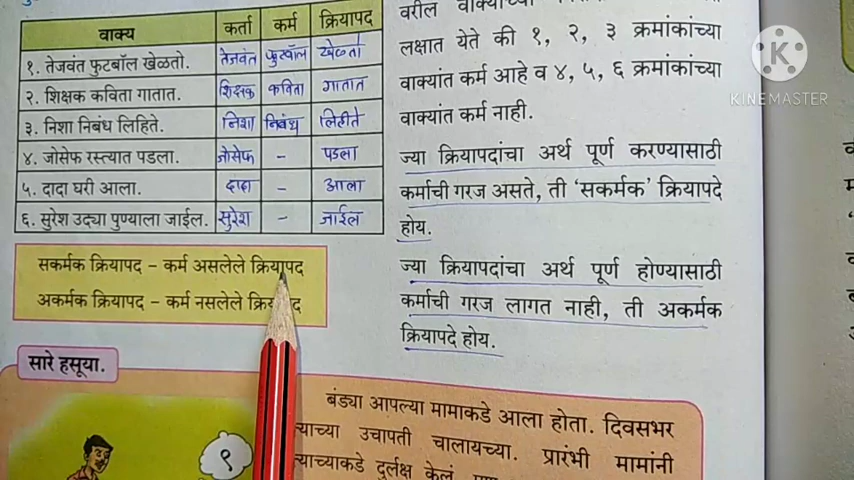 वाक्य कर्ता कर्म क्रियापद
१. तेजवंत फुटबॉल खेळतो. तेजवंत फुटबॉल खेळतो
२. शिक्षक कविता गातात. शिक्षक कविता गातात
३. निशा निबंध लिहिते. निशा निबंध लिहीते
४. जोसेफ रस्त्यात पडला. जोसेफ - पडला
५. दादा घरी आला. दादा - आला
६. सुरेश उद्या पुण्याला जाईल. सुरेश - जाईल
सकर्मक क्रियापद – कर्म असलेले क्रियापद
अकर्मक क्रियापद – कर्म नसलेले
सारे हसूया.
वरील
लक्षात येते की १, २, ३ क्रमांकांच्या
वाक्यांत कर्म आहे व ४, ५, ६ क्रमांकांच्या
वाक्यांत कर्म नाही.
ज्या क्रियापदांचा अर्थ पूर्ण करण्यासाठी
कर्माची गरज असते, ती ‘सकर्मक’ क्रियापदे
होय.
ज्या क्रियापदांचा अर्थ पूर्ण होण्यासाठी
कर्माची गरज लागत नाही, ती अकर्मक
क्रियापदे होय.
बंड्या आपल्या मामाकडे आला होता. दिवसभर
उचापती चालायच्या. प्रारंभी मामांनी
दुर्लक्ष केलं.
९
KINEMASTER